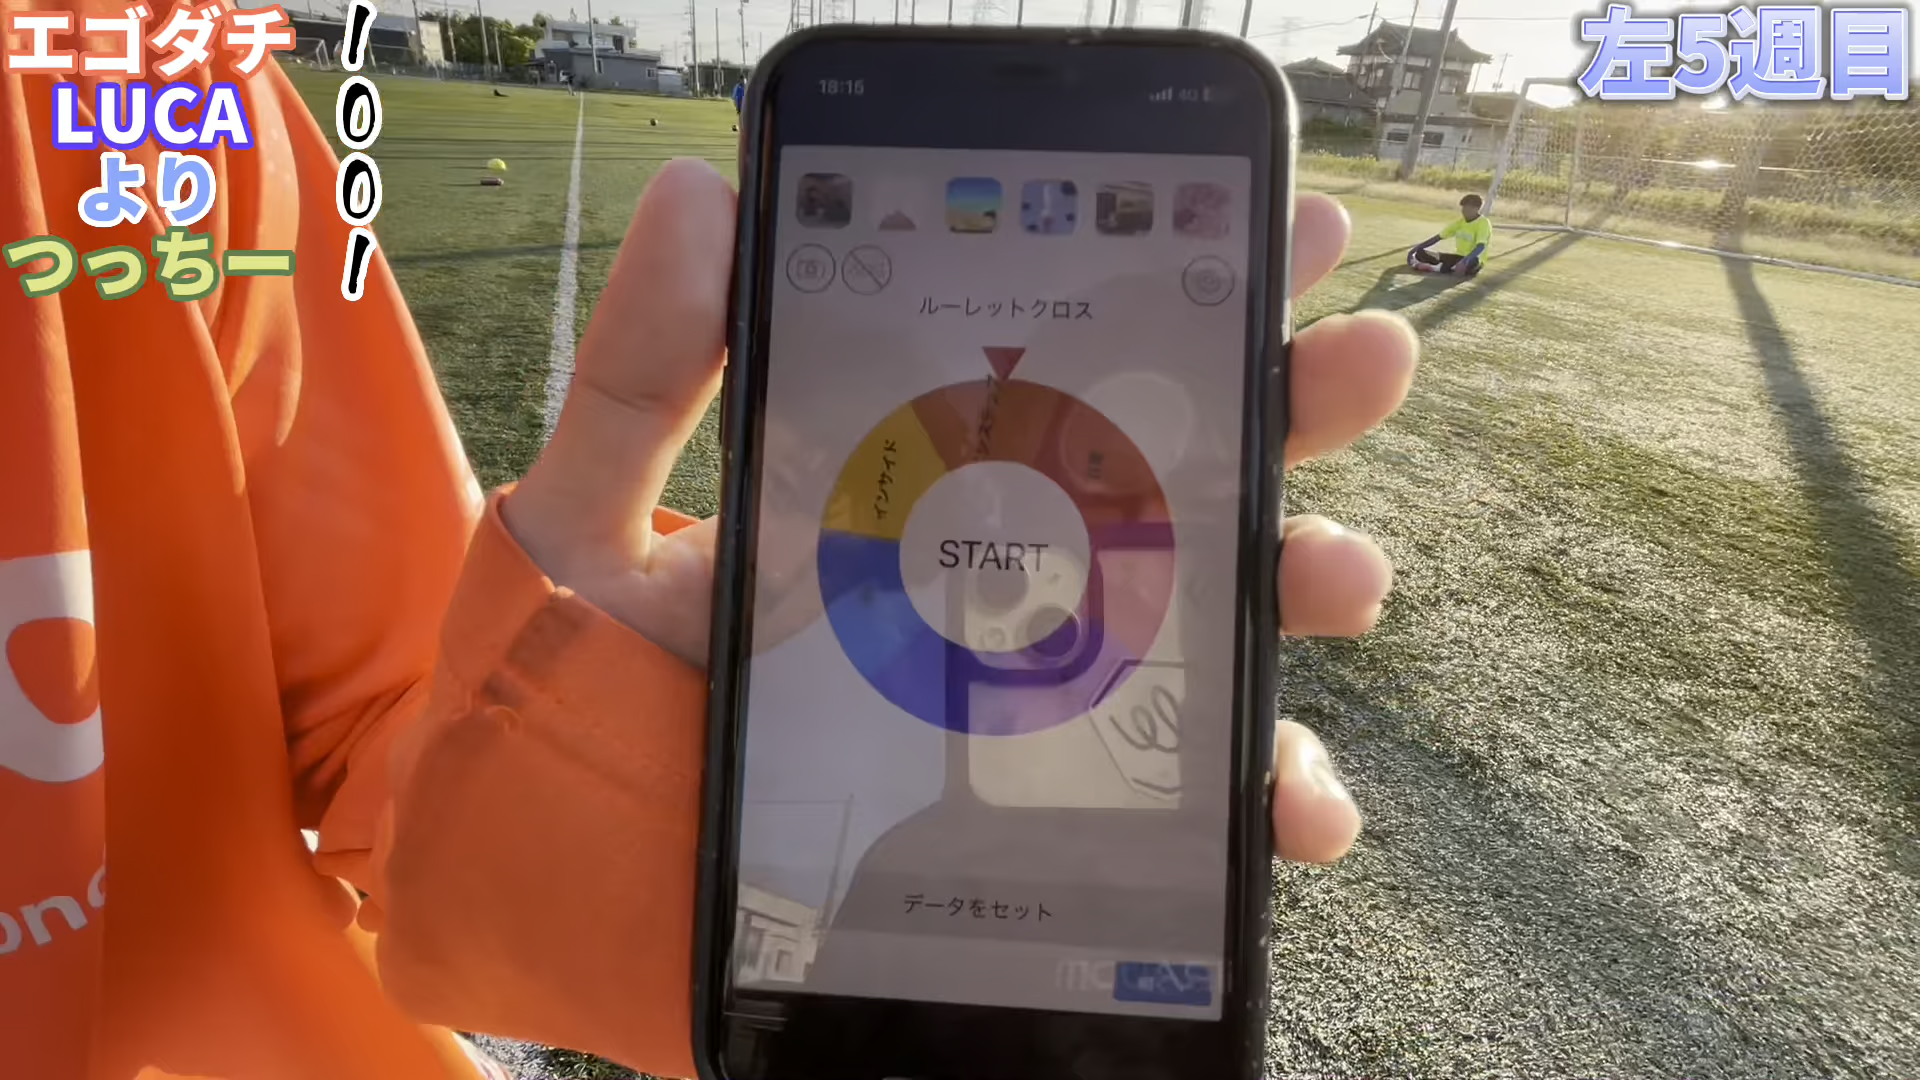 エゴダチ
LUCA
より
つっちー
1001
左5週目
18:15
4G
ルーレットクロス
インサイド
START
データをセット